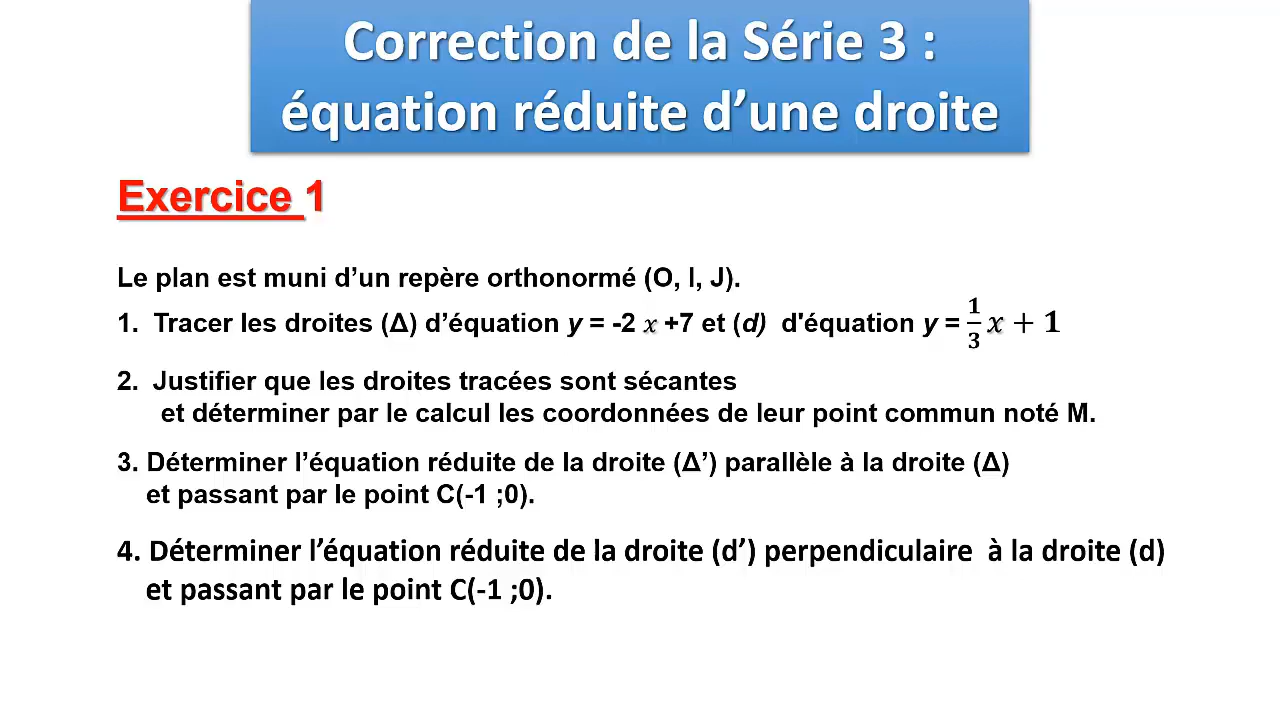 Correction de la Série 3 :
équation réduite d’une droite
Exercice 1
Le plan est muni d’un repère orthonormé (O, I, J).
1. Tracer les droites (Δ) d’équation y = -2 x +7 et (d) d'équation y = 1/3 x + 1
2. Justifier que les droites tracées sont sécantes
et déterminer par le calcul les coordonnées de leur point commun noté M.
3. Déterminer l’équation réduite de la droite (Δ’) parallèle à la droite (Δ)
et passant par le point C(-1 ;0).
4. Déterminer l’équation réduite de la droite (d’) perpendiculaire à la droite (d)
et passant par le point C(-1 ;0).